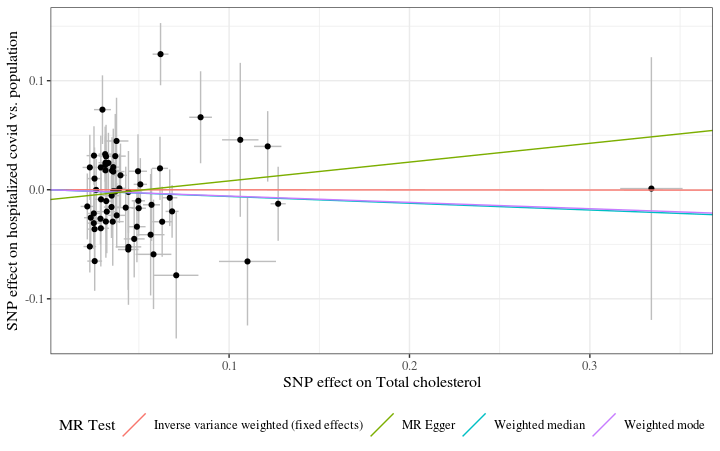 SNP effect on hospitalized covid vs. population
0.1
0.0
-0.1
0.1
0.2
0.3
SNP effect on Total cholesterol
MR Test
Inverse variance weighted (fixed effects)
MR Egger
Weighted median
Weighted mode